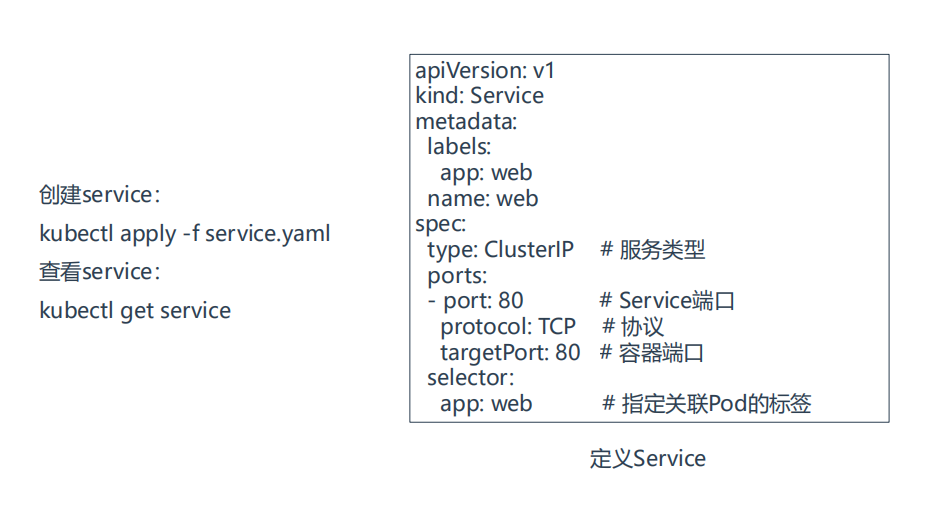 创建service：
kubectl apply -f service.yaml
查看service：
kubectl get service
apiVersion: v1
kind: Service
metadata:
  labels:
    app: web
  name: web
spec:
  type: ClusterIP    # 服务类型
  ports:
  - port: 80    # Service端口
    protocol: TCP    # 协议
    targetPort: 80    # 容器端口
  selector:
    app: web    # 指定关联Pod的标签
定义Service